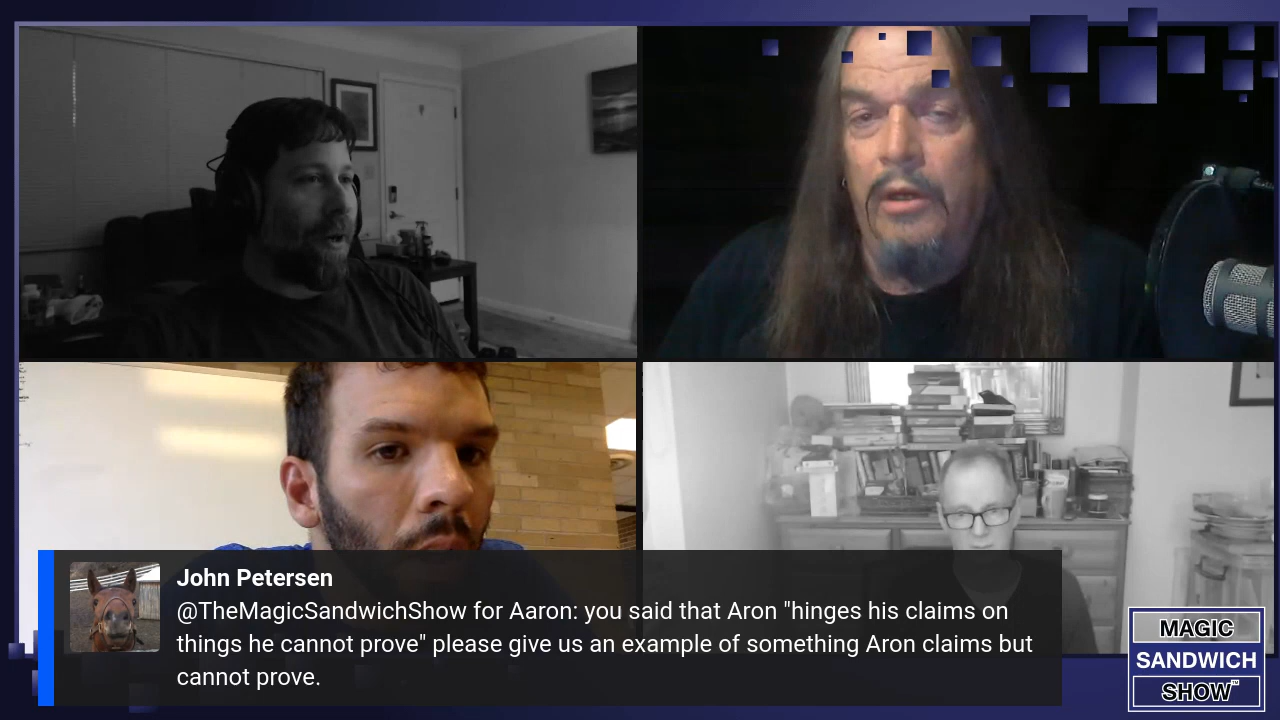 John Petersen
@TheMagicSandwichShow for Aaron: you said that Aron "hinges his claims on
things he cannot prove" please give us an example of something Aron claims but
cannot prove.
MAGIC
SANDWICH
SHOW™